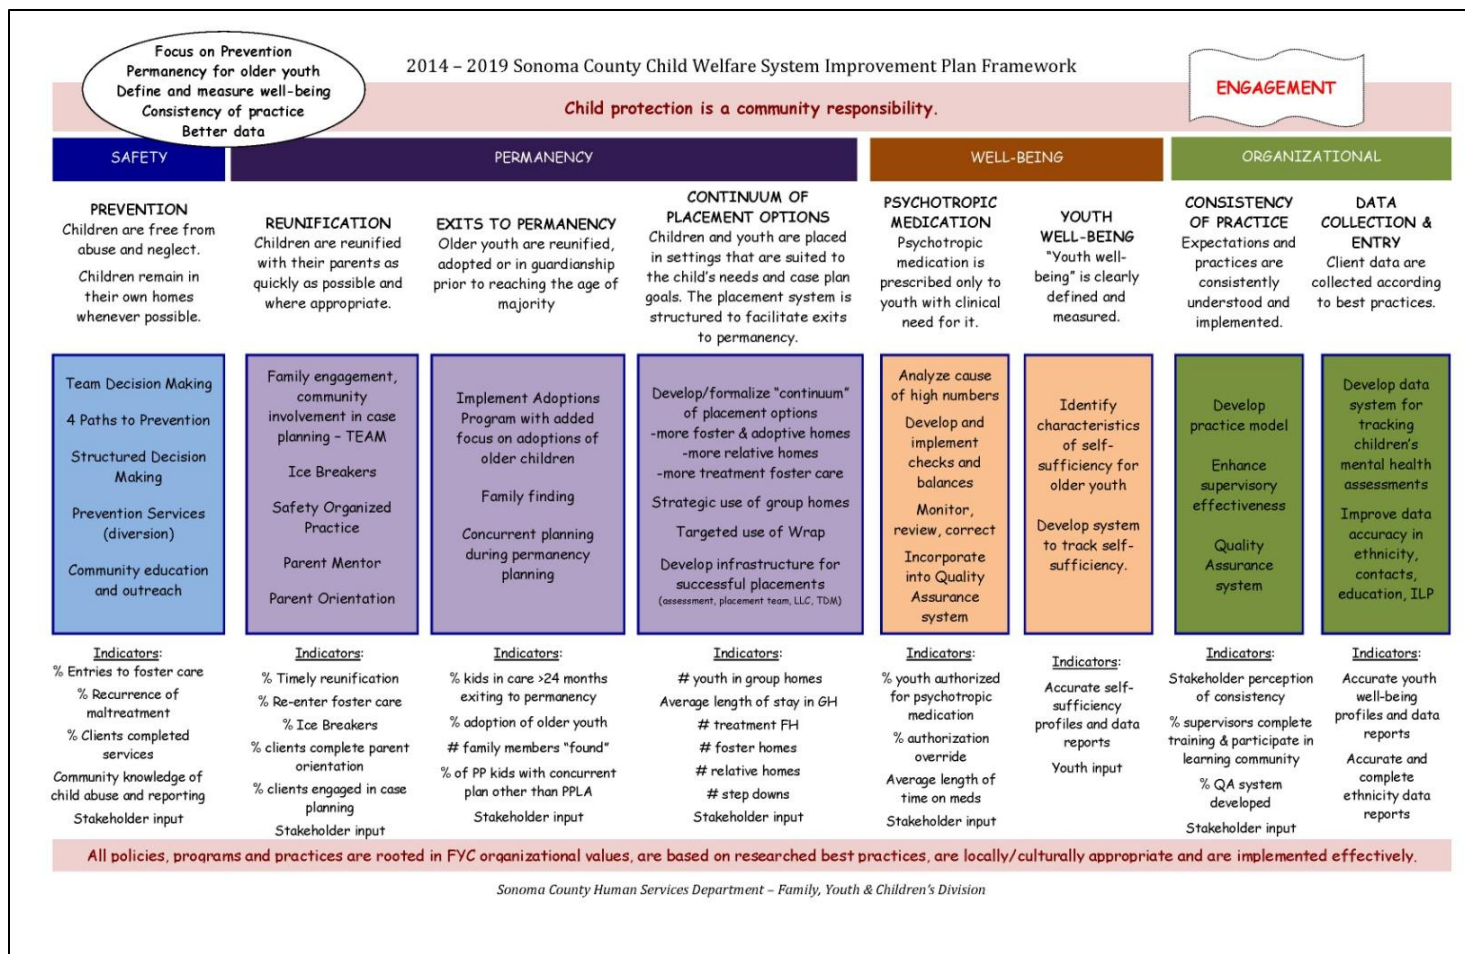 Focus on Prevention
Permanency for older youth
Define and measure well-being
Consistency of practice
Better data
2014 – 2019 Sonoma County Child Welfare System Improvement Plan Framework
ENGAGEMENT
Child protection is a community responsibility.
SAFETY
PERMANENCY
WELL-BEING
ORGANIZATIONAL
PREVENTION
Children are free from
abuse and neglect.
Children remain in
their own homes
whenever possible.
REUNIFICATION
Children are reunified
with their parents as
quickly as possible and
where appropriate.
EXITS TO PERMANENCY
Older youth are reunified,
adopted or in guardianship
prior to reaching the age of
majority
CONTINUUM OF
PLACEMENT OPTIONS
Children and youth are placed
in settings that are suited to
the child's needs and case plan
goals. The placement system is
structured to facilitate exits
to permanency.
PSYCHOTROPIC
MEDICATION
Psychotropic
medication is
prescribed only to
youth with clinical
need for it.
YOUTH
WELL-BEING
"Youth well-
being" is clearly
defined and
measured.
CONSISTENCY
OF PRACTICE
Expectations and
practices are
consistently
understood and
implemented.
DATA
COLLECTION &
ENTRY
Client data are
collected according
to best practices.
Team Decision Making
4 Paths to Prevention
Structured Decision
Making
Prevention Services
(diversion)
Community education
and outreach
Family engagement,
community
involvement in case
planning – TEAM
Ice Breakers
Safety Organized
Practice
Parent Mentor
Parent Orientation
Implement Adoptions
Program with added
focus on adoptions of
older children
Family finding
Concurrent planning
during permanency
planning
Develop/formalize "continuum"
of placement options
-more foster & adoptive homes
-more relative homes
-more treatment foster care
Strategic use of group homes
Targeted use of Wrap
Develop infrastructure for
successful placements
(assessment, placement team, LLC, TDM)
Analyze cause
of high numbers
Develop and
implement
checks and
balances
Monitor,
review, correct
Incorporate
into Quality
Assurance
system
Identify
characteristics
of self-
sufficiency for
older youth
Develop system
to track self-
sufficiency.
Develop
practice model
Enhance
supervisory
effectiveness
Quality
Assurance
system
Develop data
system for
tracking
children's
mental health
assessments
Improve data
accuracy in
ethnicity,
contacts,
education, ILP
Indicators:
% Entries to foster care
% Recurrence of
maltreatment
% Clients completed
services
Community knowledge of
child abuse and reporting
Stakeholder input
Indicators:
% Timely reunification
% Re-enter foster care
% Ice Breakers
% clients complete parent
orientation
% clients engaged in case
planning
Stakeholder input
Indicators:
% kids in care >24 months
exiting to permanency
% adoption of older youth
# family members "found"
% of PP kids with concurrent
plan other than PPLA
Stakeholder input
Indicators:
# youth in group homes
Average length of stay in GH
# treatment FH
# foster homes
# relative homes
# step downs
Stakeholder input
Indicators:
% youth authorized
for psychotropic
medication
% authorization
override
Average length of
time on meds
Stakeholder input
Indicators:
Accurate self-
sufficiency
profiles and data
reports
Youth input
Indicators:
Stakeholder perception
of consistency
% supervisors complete
training & participate in
learning community
% QA system
developed
Stakeholder input
Indicators:
Accurate youth
well-being
profiles and data
reports
Accurate and
complete
ethnicity data
reports
All policies, programs and practices are rooted in FYC organizational values, are based on researched best practices, are locally/culturally appropriate and are implemented effectively.
Sonoma County Human Services Department – Family, Youth & Children's Division